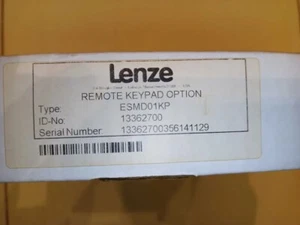 Lenze
REMOTE KEYPAD OPTION
Type: ESMD01KP
ID-No: 13362700
Serial Number: 13362700356141129